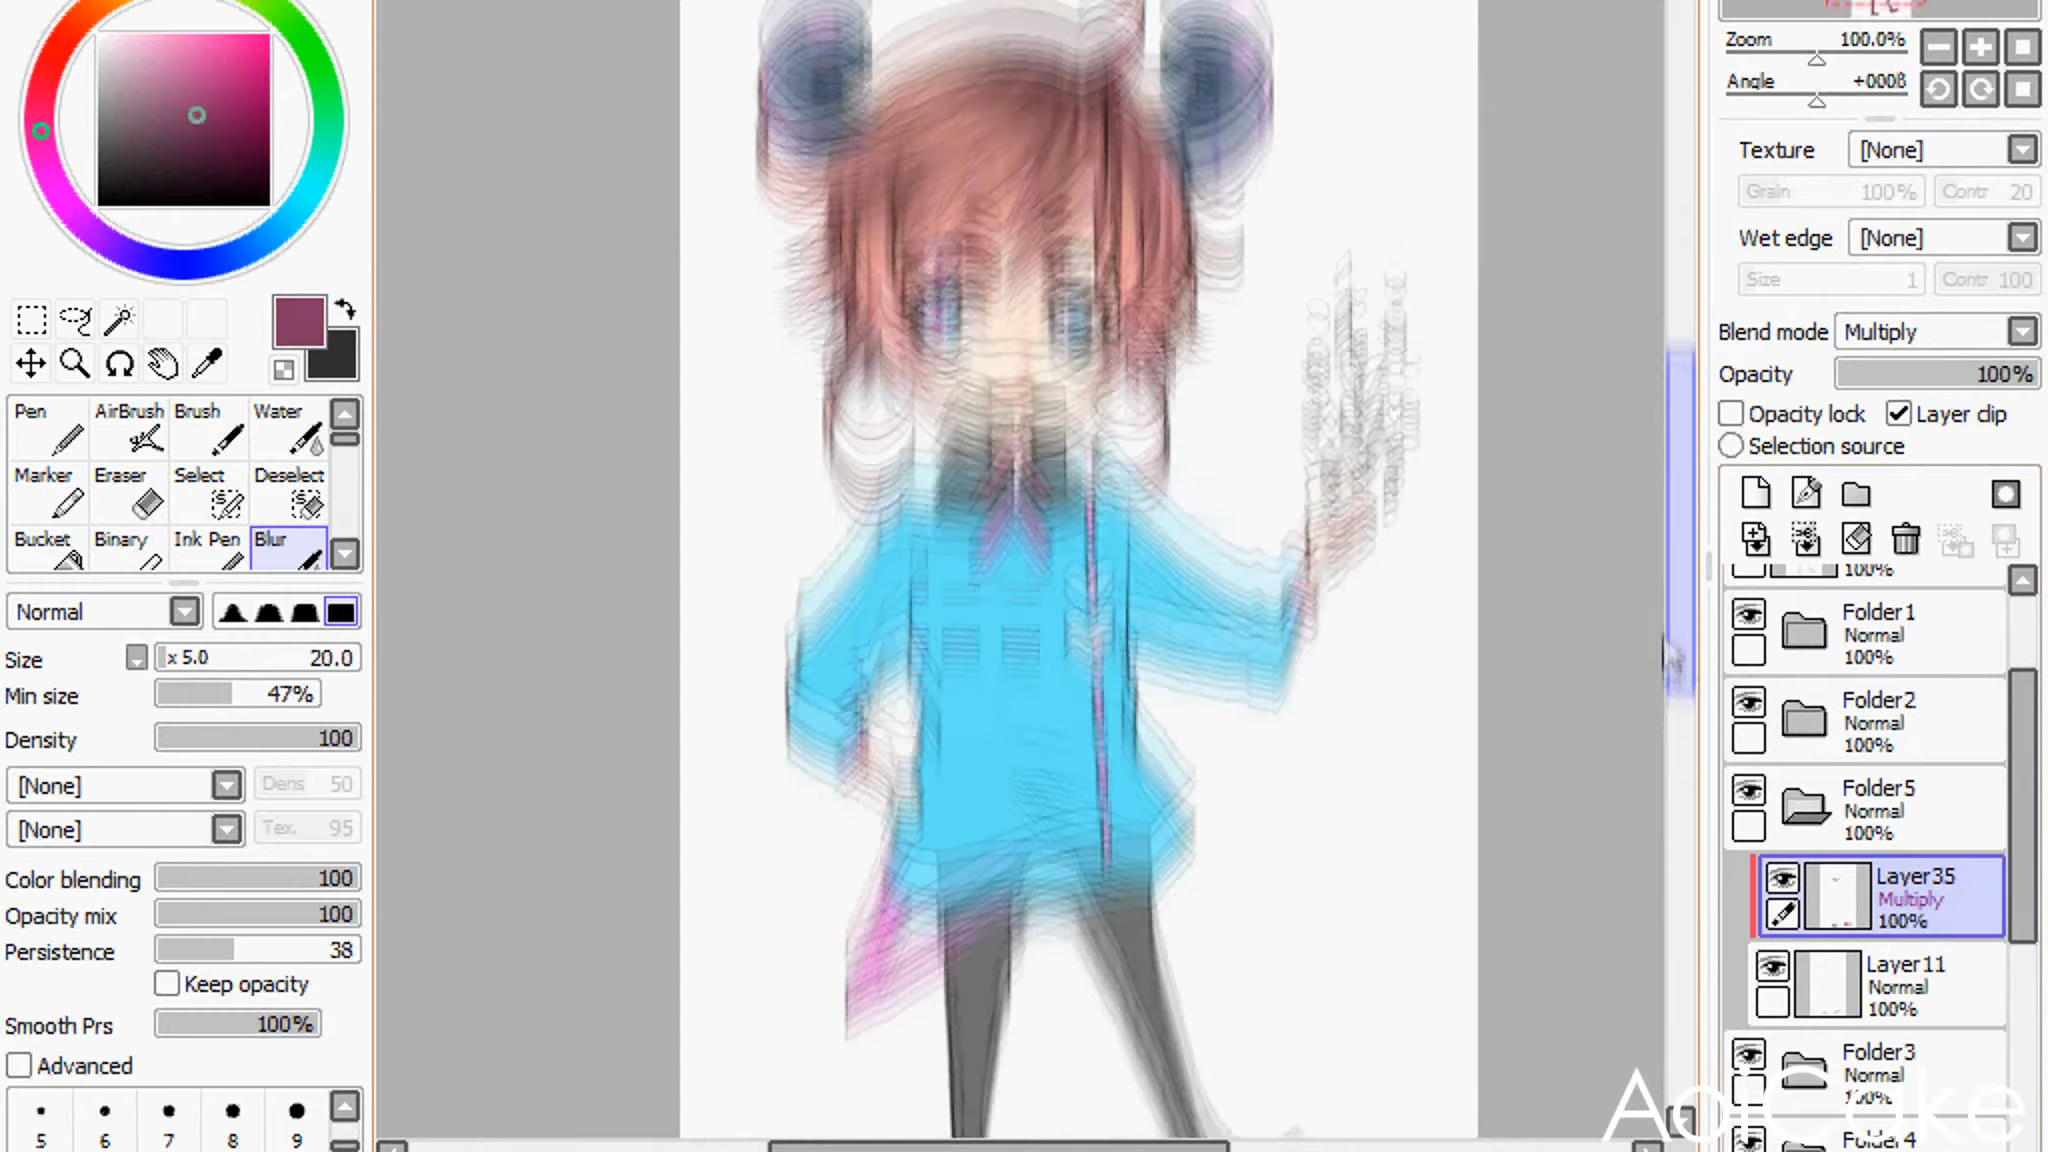 Zoom 100.0%
Angle +000ß
Texture [None]
Grain 100% Contr 20
Wet edge [None]
Size 1 Contr 100
Blend mode Multiply
Opacity 100%
Opacity lock Layer clip
Selection source
Pen AirBrush Brush Water
Marker Eraser Select Deselect
Bucket Binary Ink Pen Blur
Normal
Size x 5.0 20.0
Min size 47%
Density 100
[None] Dens 50
[None] Tex. 95
Color blending 100
Opacity mix 100
Persistence 38
Keep opacity
Smooth Prs 100%
Advanced
5 6 7 8 9
100%
Folder1
Normal
100%
Folder2
Normal
100%
Folder5
Normal
100%
Layer35
Multiply
100%
Layer11
Normal
100%
Folder3
Normal
100%
Folder4
AoiCake